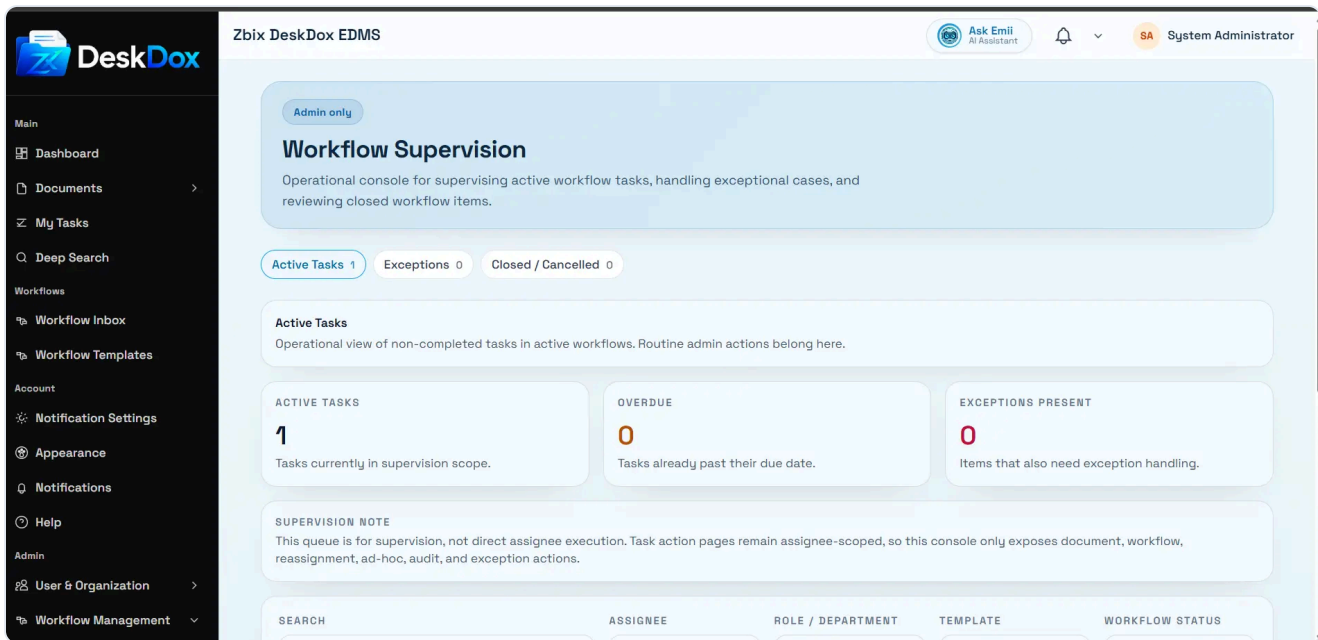 DeskDox
Main
Dashboard
Documents
My Tasks
Deep Search
Workflows
Workflow Inbox
Workflow Templates
Account
Notification Settings
Appearance
Notifications
Help
Admin
User & Organization
Workflow Management
Zbix DeskDox EDMS
Ask Emii
AI Assistant
SA System Administrator
Admin only
Workflow Supervision
Operational console for supervising active workflow tasks, handling exceptional cases, and
reviewing closed workflow items.
Active Tasks 1 Exceptions 0 Closed / Cancelled 0
Active Tasks
Operational view of non-completed tasks in active workflows. Routine admin actions belong here.
ACTIVE TASKS
1
Tasks currently in supervision scope.
OVERDUE
0
Tasks already past their due date.
EXCEPTIONS PRESENT
0
Items that also need exception handling.
SUPERVISION NOTE
This queue is for supervision, not direct assignee execution. Task action pages remain assignee-scoped, so this console only exposes document, workflow,
reassignment, ad-hoc, audit, and exception actions.
SEARCH ASSIGNEE ROLE / DEPARTMENT TEMPLATE WORKFLOW STATUS